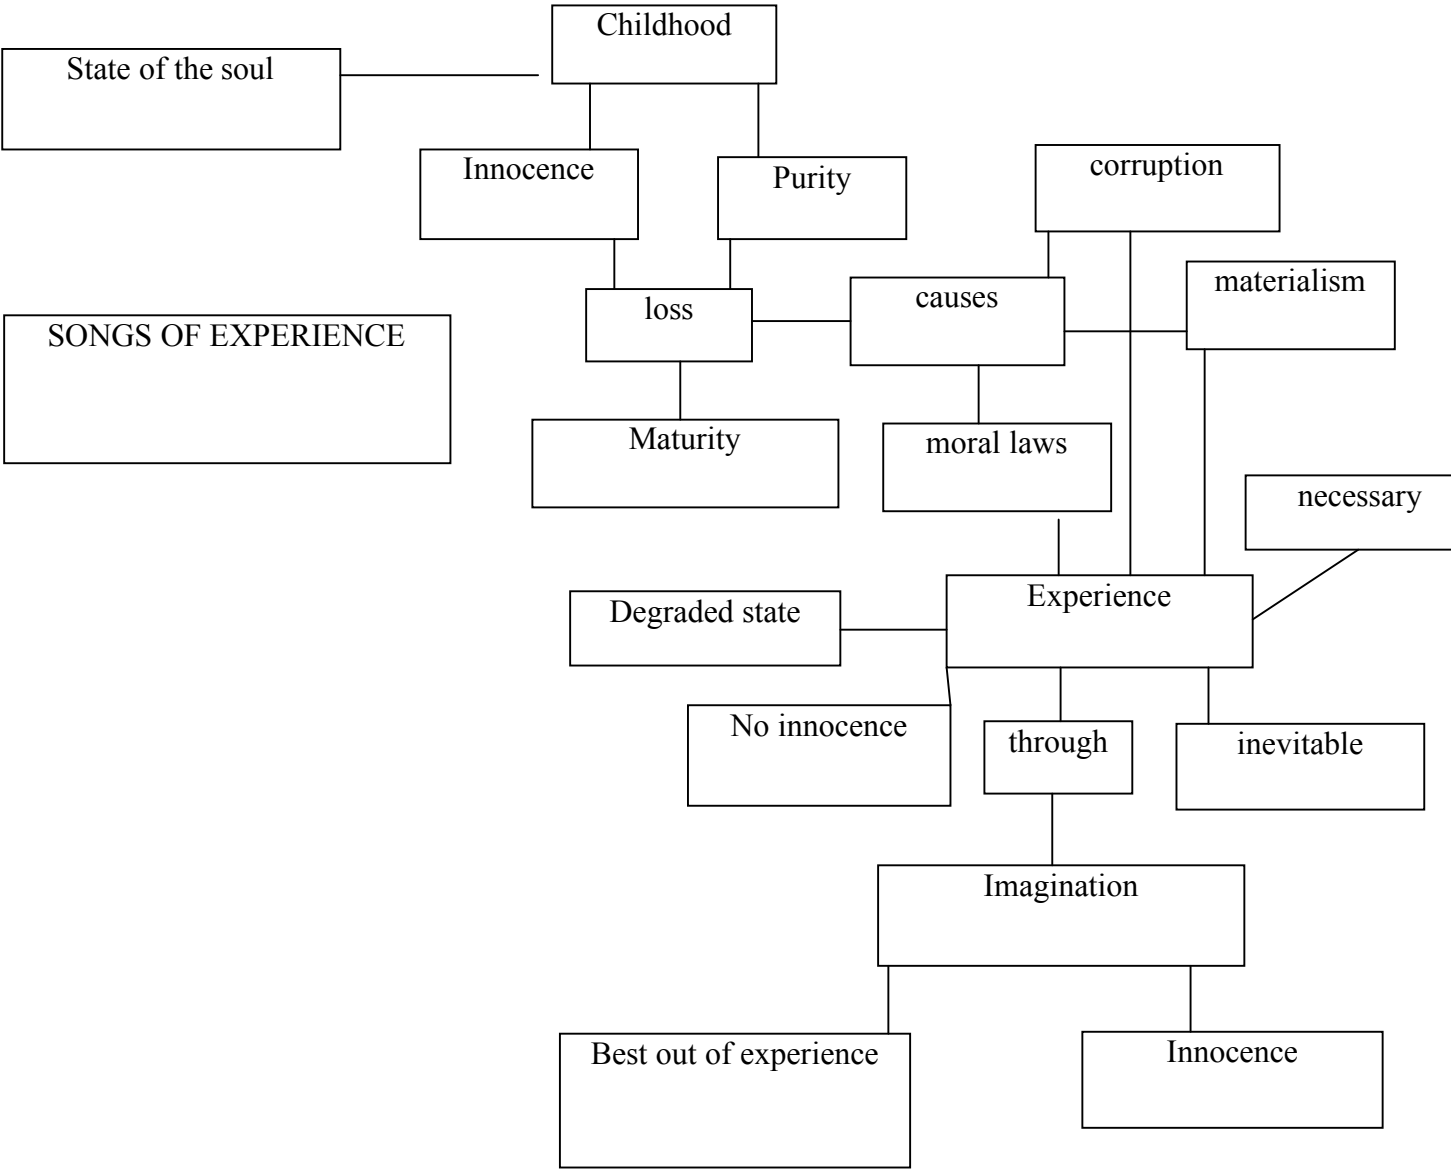 Childhood
State of the soul
Innocence
Purity
corruption
materialism
causes
loss
SONGS OF EXPERIENCE
Maturity
moral laws
necessary
Experience
Degraded state
No innocence
through
inevitable
Imagination
Best out of experience
Innocence